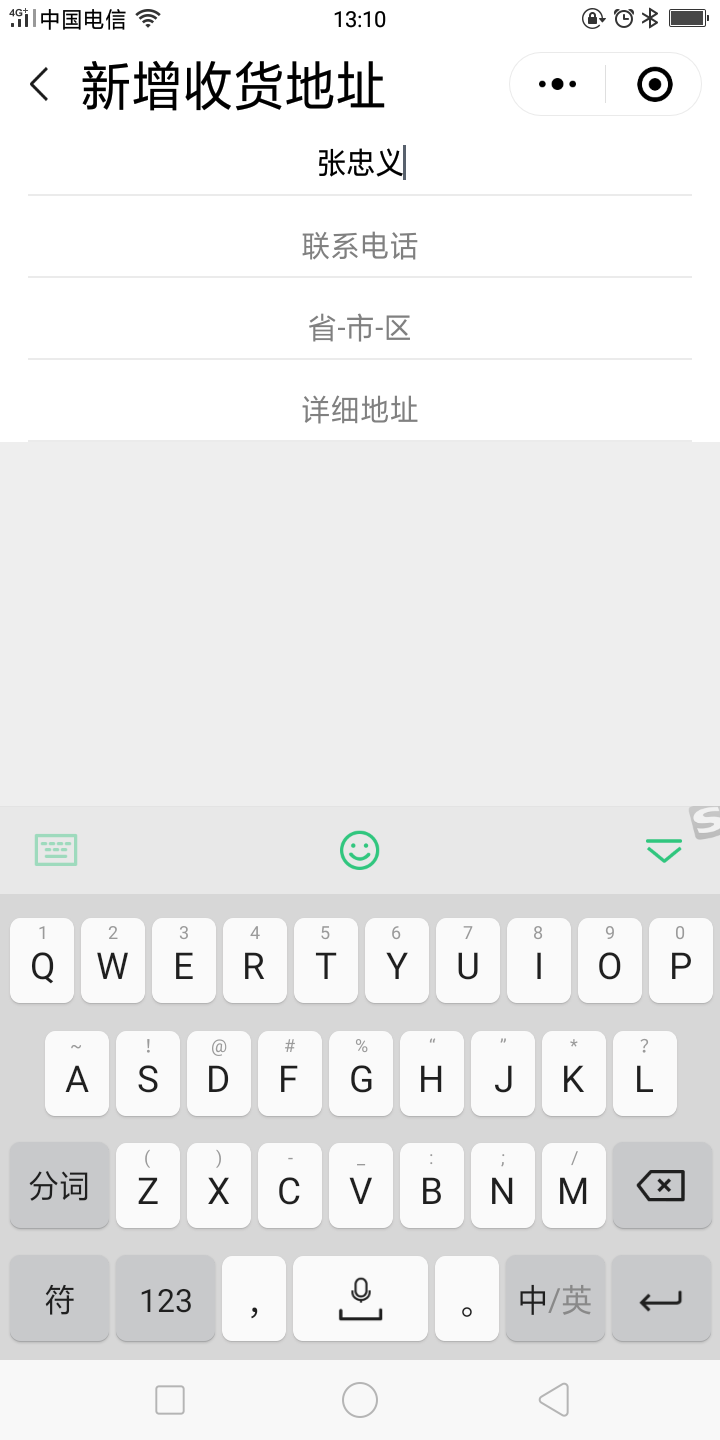 4G+ 中国电信 13:10
新增收货地址
张忠义
联系电话
省-市-区
详细地址
S
1 2 3 4 5 6 7 8 9 0
Q W E R T Y U I O P
~ ! @ # % “ ” * ?
A S D F G H J K L
( ) - _ : ; /
分词 Z X C V B N M
符 123 ， 。 中/英